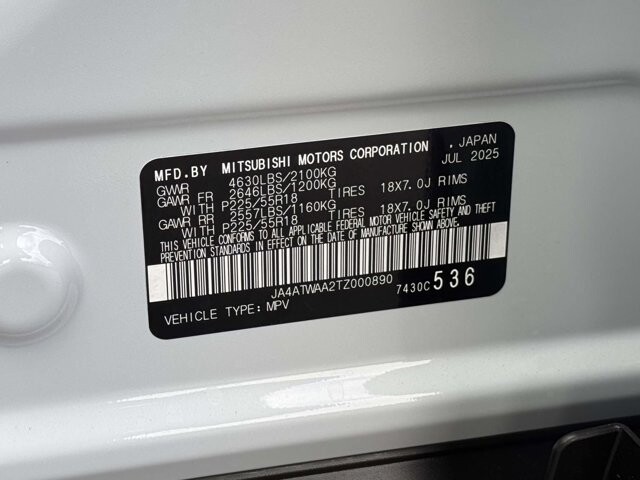 MFD.BY MITSUBISHI MOTORS CORPORATION , JAPAN
GVWR 4630LBS/2100KG JUL 2025
GAWR FR 2646LBS/1200KG
WITH P225/55R18 TIRES 18X7.0J RIMS
GAWR RR 2557LBS/1160KG
WITH P225/55R18 TIRES 18X7.0J RIMS
THIS VEHICLE CONFORMS TO ALL APPLICABLE FEDERAL MOTOR VEHICLE SAFETY, BUMPER, AND THEFT
PREVENTION STANDARDS IN EFFECT ON THE DATE OF MANUFACTURE SHOWN ABOVE.
JA4ATWAA2TZ000890 7430C 536
VEHICLE TYPE: MPV